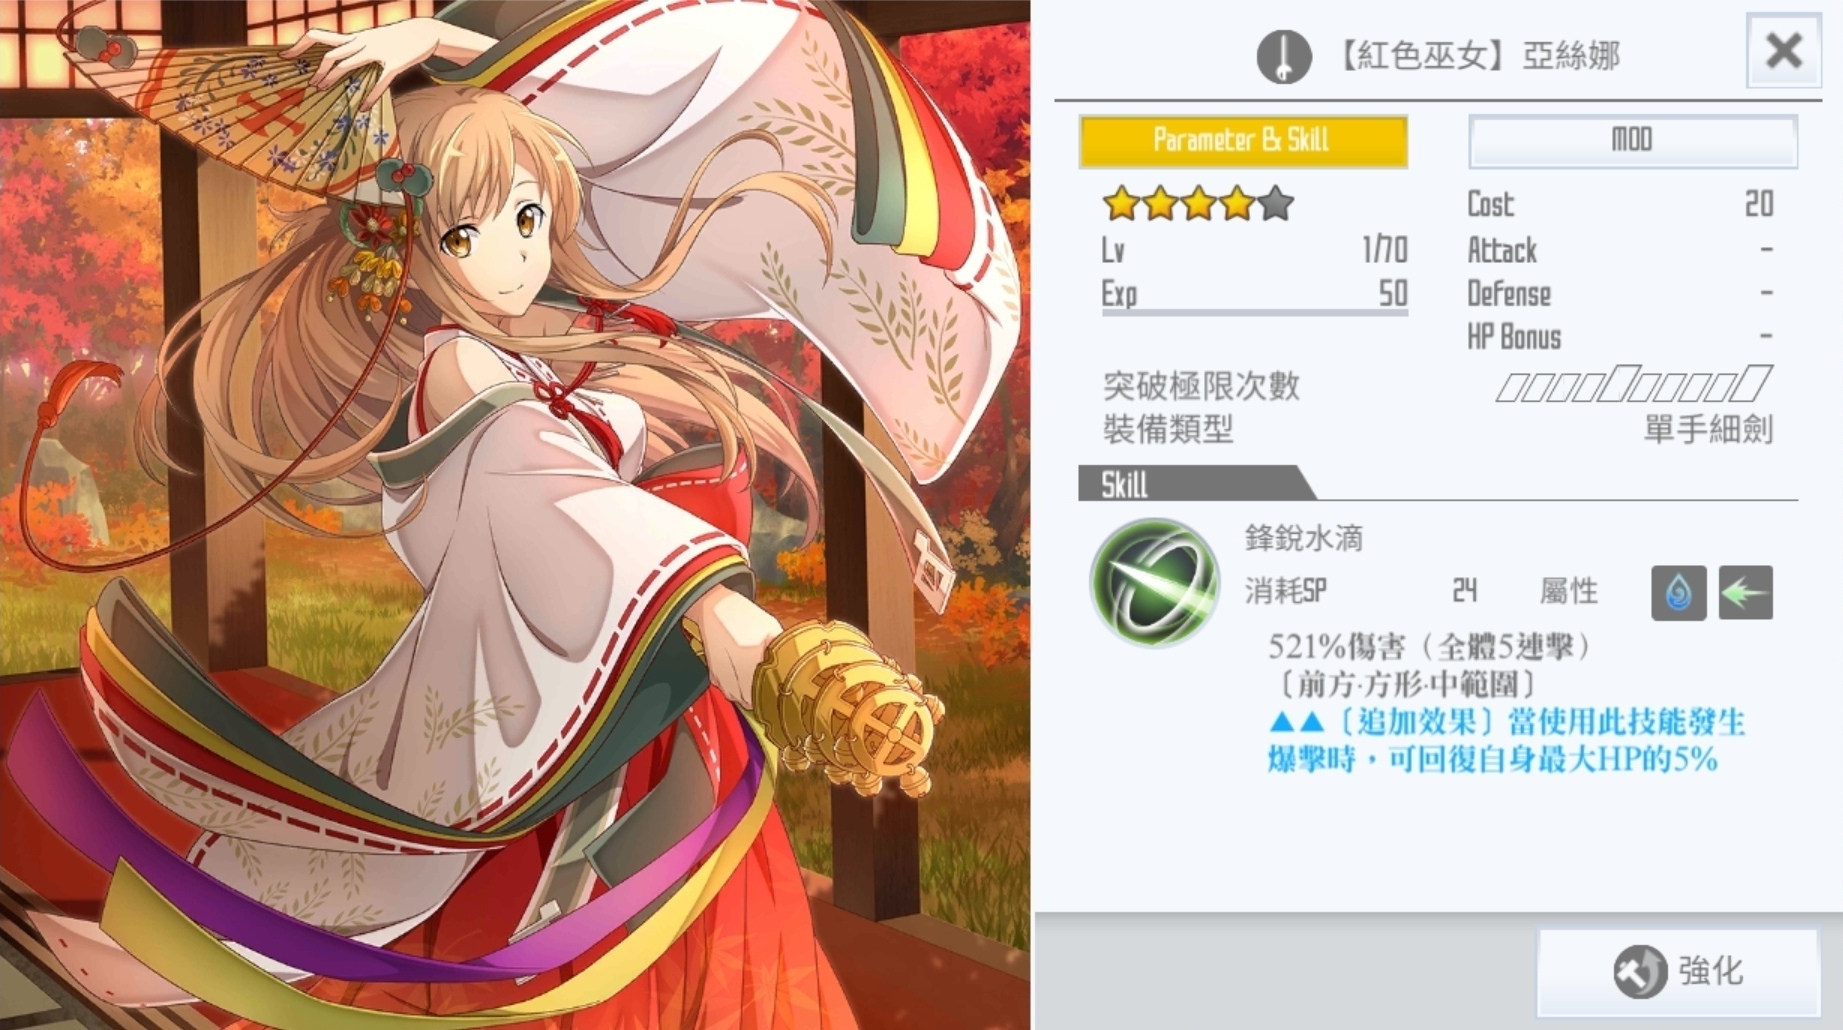 【紅色巫女】亞絲娜
Parameter & Skill
MOD
Lv 1/70
Exp 50
Cost 20
Attack -
Defense -
HP Bonus -
突破極限次數
裝備類型 單手細劍
Skill
鋒銳水滴
消耗SP 24 屬性
521%傷害（全體5連擊）
〔前方·方形·中範圍〕
▲▲〔追加效果〕當使用此技能發生
爆擊時，可回復自身最大HP的5%
強化